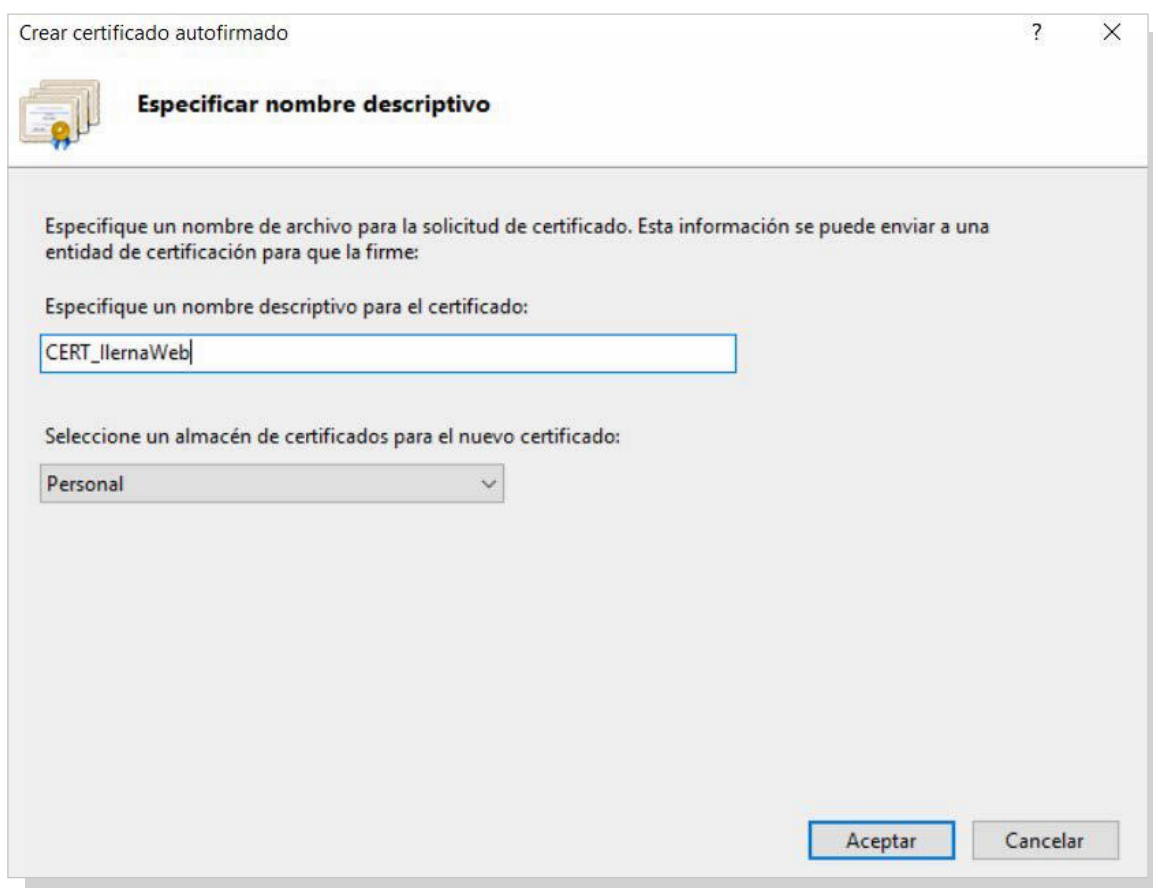 Crear certificado autofirmado
?
Especificar nombre descriptivo
Especifique un nombre de archivo para la solicitud de certificado. Esta información se puede enviar a una
entidad de certificación para que la firme:
Especifique un nombre descriptivo para el certificado:
CERT_IlernaWeb
Seleccione un almacén de certificados para el nuevo certificado:
Personal
Aceptar
Cancelar